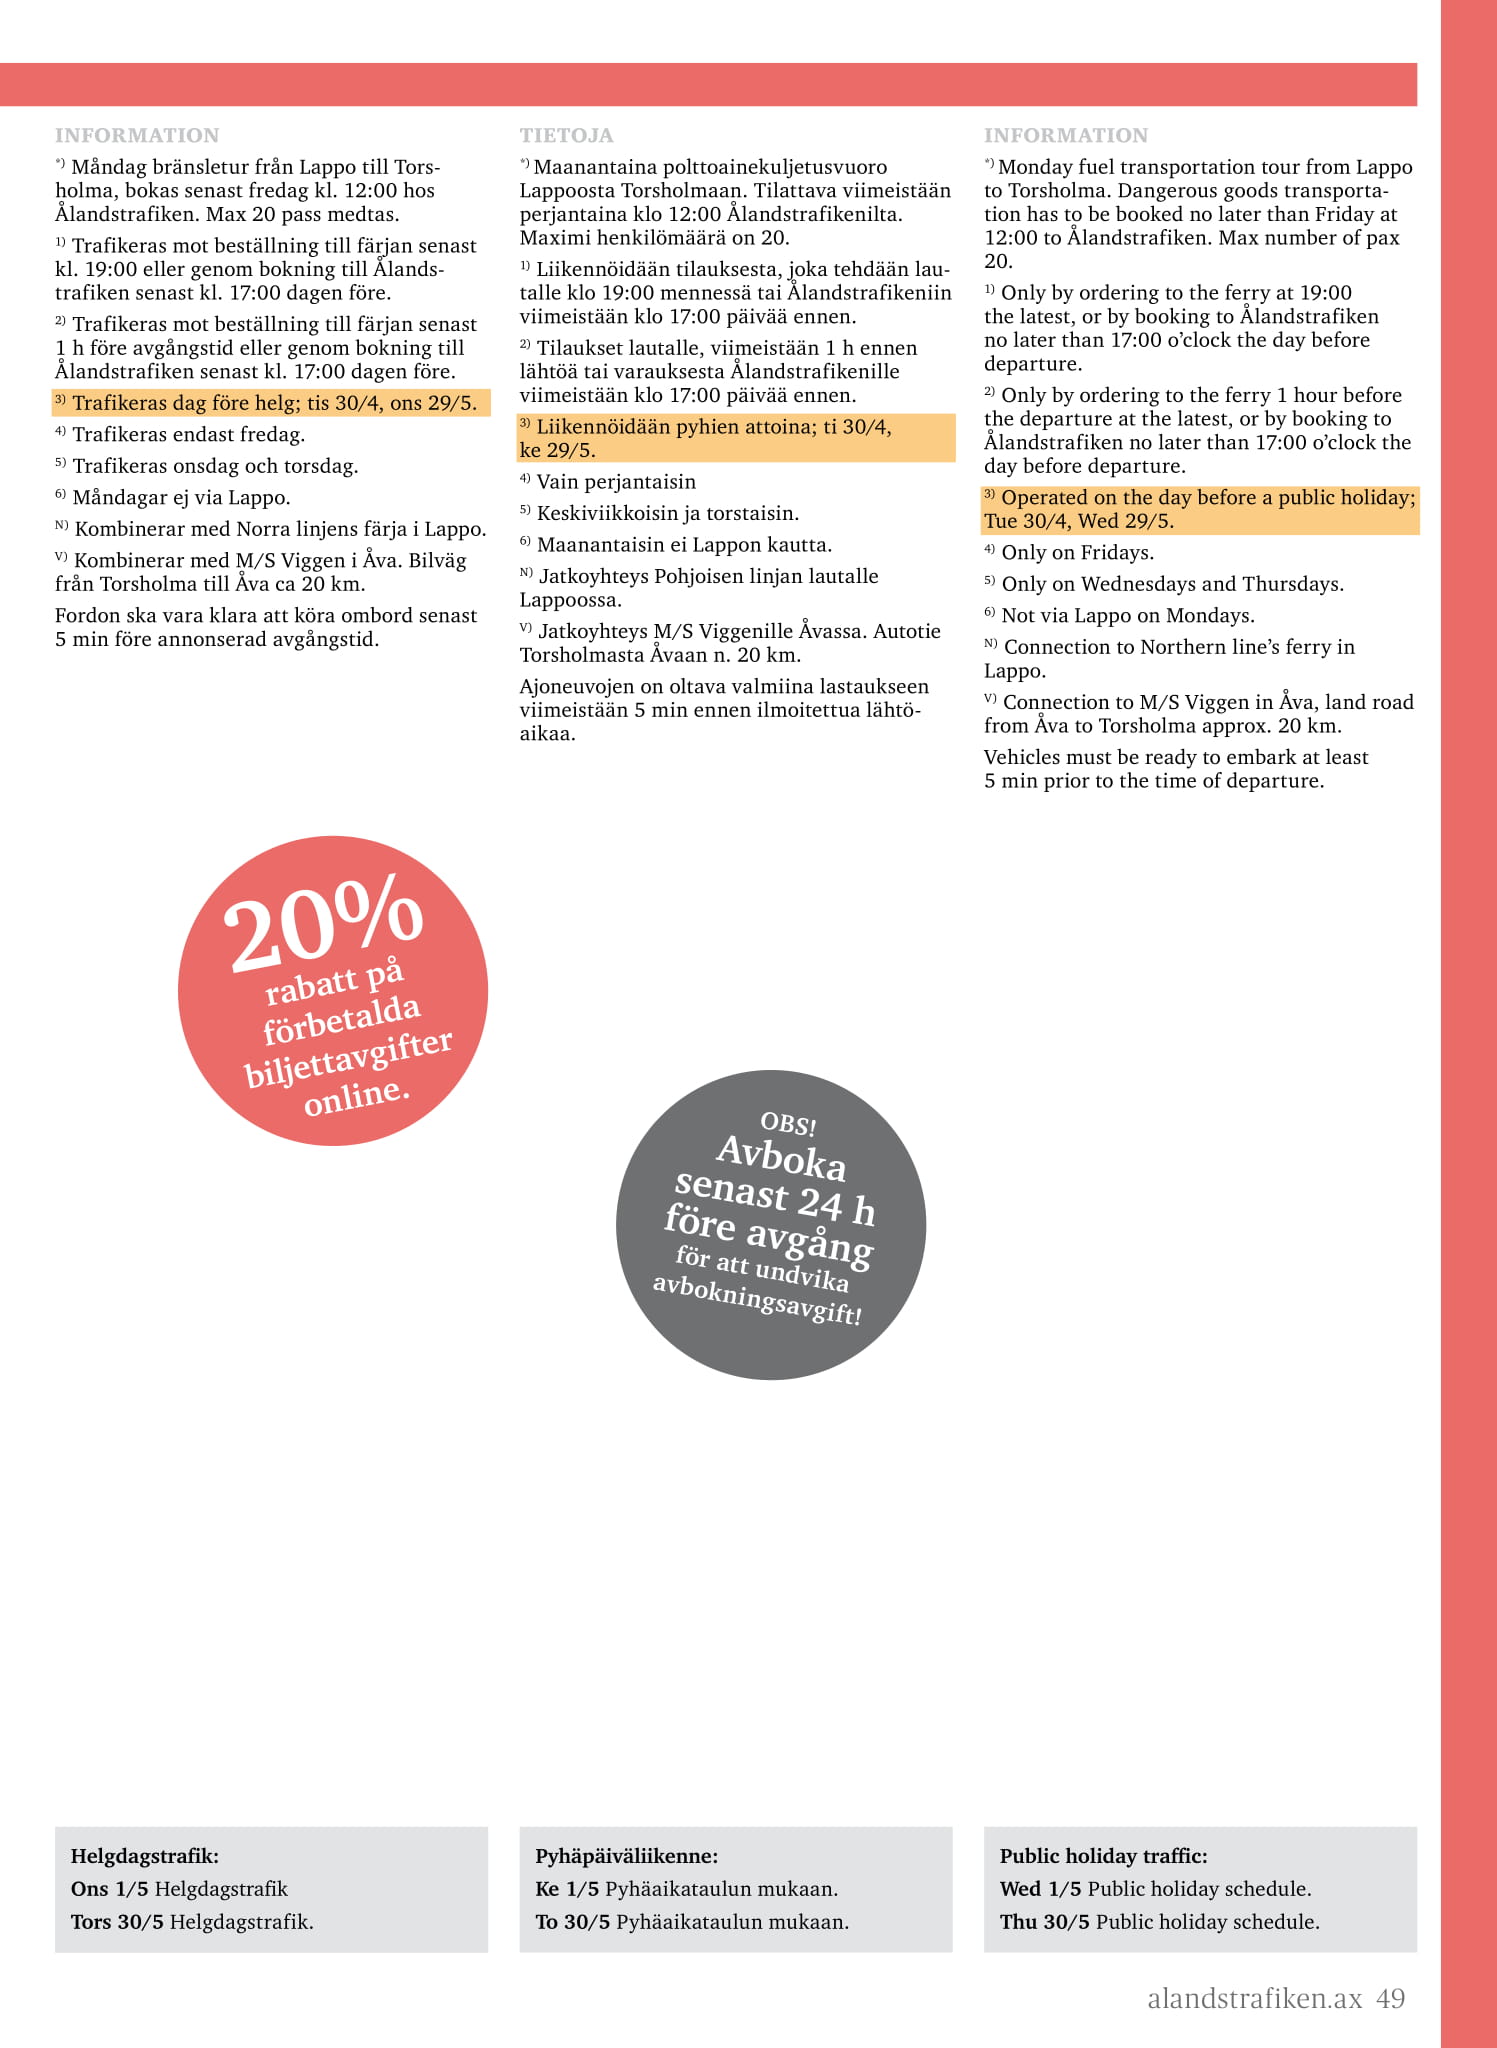 INFORMATION
*) Måndag bränsletur från Lappo till Tors-
holma, bokas senast fredag kl. 12:00 hos
Ålandstrafiken. Max 20 pass medtas.
1) Trafikeras mot beställning till färjan senast
kl. 19:00 eller genom bokning till Ålands-
trafiken senast kl. 17:00 dagen före.
2) Trafikeras mot beställning till färjan senast
1 h före avgångstid eller genom bokning till
Ålandstrafiken senast kl. 17:00 dagen före.
3) Trafikeras dag före helg; tis 30/4, ons 29/5.
4) Trafikeras endast fredag.
5) Trafikeras onsdag och torsdag.
6) Måndagar ej via Lappo.
N) Kombinerar med Norra linjens färja i Lappo.
V) Kombinerar med M/S Viggen i Åva. Bilväg
från Torsholma till Åva ca 20 km.
Fordon ska vara klara att köra ombord senast
5 min före annonserad avgångstid.
TIETOJA
*) Maanantaina polttoainekuljetusvuoro
Lappoosta Torsholmaan. Tilattava viimeistään
perjantaina klo 12:00 Ålandstrafikenilta.
Maximi henkilömäärä on 20.
1) Liikennöidään tilauksesta, joka tehdään lau-
talle klo 19:00 mennessä tai Ålandstrafikeniin
viimeistään klo 17:00 päivää ennen.
2) Tilaukset lautalle, viimeistään 1 h ennen
lähtöä tai varauksesta Ålandstrafikenille
viimeistään klo 17:00 päivää ennen.
3) Liikennöidään pyhien attoina; ti 30/4,
ke 29/5.
4) Vain perjantaisin
5) Keskiviikkoisin ja torstaisin.
6) Maanantaisin ei Lappon kautta.
N) Jatkoyhteys Pohjoisen linjan lautalle
Lappoossa.
V) Jatkoyhteys M/S Viggenille Åvassa. Autotie
Torsholmasta Åvaan n. 20 km.
Ajoneuvojen on oltava valmiina lastaukseen
viimeistään 5 min ennen ilmoitettua lähtö-
aikaa.
INFORMATION
*) Monday fuel transportation tour from Lappo
to Torsholma. Dangerous goods transporta-
tion has to be booked no later than Friday at
12:00 to Ålandstrafiken. Max number of pax
20.
1) Only by ordering to the ferry at 19:00
the latest, or by booking to Ålandstrafiken
no later than 17:00 o’clock the day before
departure.
2) Only by ordering to the ferry 1 hour before
the departure at the latest, or by booking to
Ålandstrafiken no later than 17:00 o’clock the
day before departure.
3) Operated on the day before a public holiday;
Tue 30/4, Wed 29/5.
4) Only on Fridays.
5) Only on Wednesdays and Thursdays.
6) Not via Lappo on Mondays.
N) Connection to Northern line’s ferry in
Lappo.
V) Connection to M/S Viggen in Åva, land road
from Åva to Torsholma approx. 20 km.
Vehicles must be ready to embark at least
5 min prior to the time of departure.
20%
rabatt på
förbetalda
biljettavgifter
online.
OBS!
Avboka
senast 24 h
före avgång
för att undvika
avbokningsavgift!
Helgdagstrafik:
Ons 1/5 Helgdagstrafik
Tors 30/5 Helgdagstrafik.
Pyhäpäiväliikenne:
Ke 1/5 Pyhäaikataulun mukaan.
To 30/5 Pyhäaikataulun mukaan.
Public holiday traffic:
Wed 1/5 Public holiday schedule.
Thu 30/5 Public holiday schedule.
alandstrafiken.ax 49